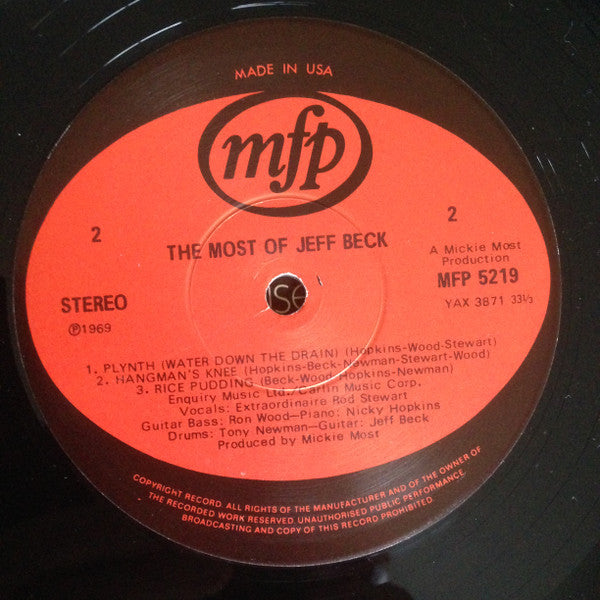 MADE IN USA
mfp
2
2
THE MOST OF JEFF BECK
A Mickie Most
Production
STEREO
MFP 5219
℗1969
YAX 3871 33⅓
1. PLYNTH (WATER DOWN THE DRAIN) (Hopkins-Wood-Stewart)
2. HANGMAN'S KNEE (Hopkins-Beck-Newman-Stewart-Wood)
3. RICE PUDDING (Beck-Wood Hopkins-Newman)
Enquiry Music Ltd./Carlin Music Corp.
Vocals: Extraordinaire Rod Stewart
Guitar Bass: Ron Wood—Piano: Nicky Hopkins
Drums: Tony Newman—Guitar: Jeff Beck
Produced by Mickie Most
COPYRIGHT RECORD. ALL RIGHTS OF THE MANUFACTURER AND OF THE OWNER OF
THE RECORDED WORK RESERVED. UNAUTHORISED PUBLIC PERFORMANCE,
BROADCASTING AND COPY OF THIS RECORD PROHIBITED.